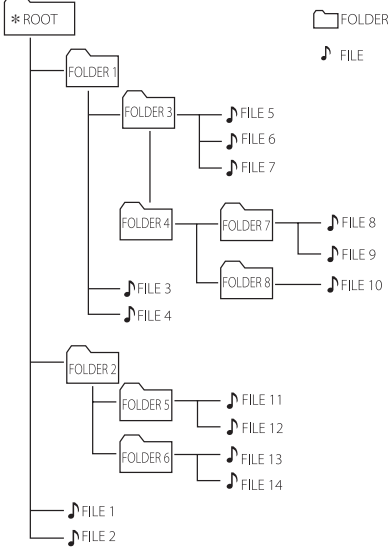 * ROOT
FOLDER
FILE
FOLDER 1
FOLDER 3
FILE 5
FILE 6
FILE 7
FOLDER 4
FOLDER 7
FILE 8
FILE 9
FOLDER 8
FILE 10
FILE 3
FILE 4
FOLDER 2
FOLDER 5
FILE 11
FILE 12
FOLDER 6
FILE 13
FILE 14
FILE 1
FILE 2